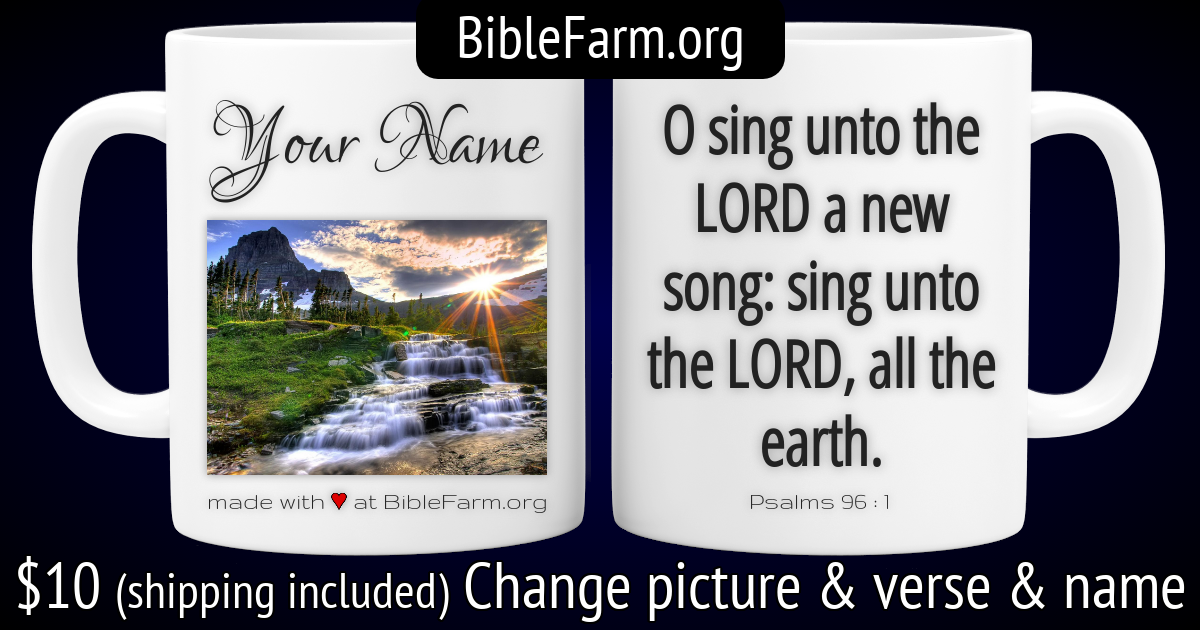 BibleFarm.org
Your Name
made with ❤ at BibleFarm.org
O sing unto the
LORD a new
song: sing unto
the LORD, all the
earth.
Psalms 96 : 1
$10 (shipping included) Change picture & verse & name